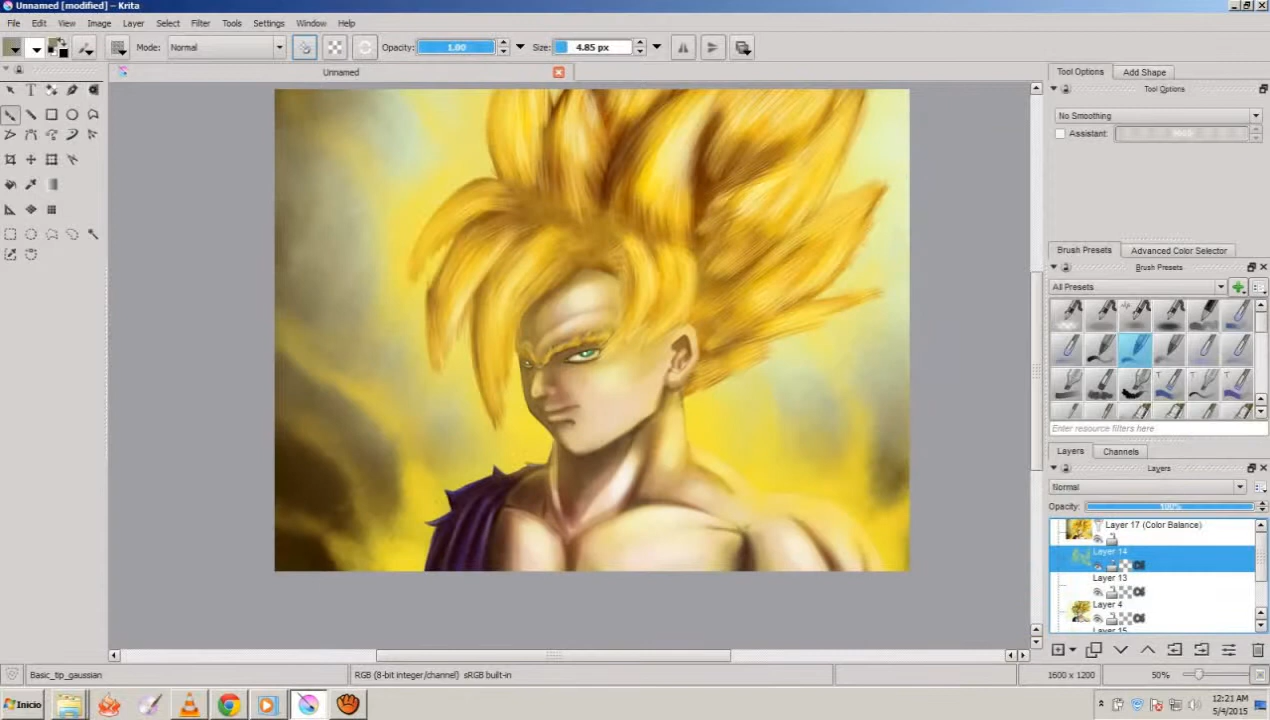 Unnamed [modified] - Krita
File Edit View Image Layer Select Filter Tools Settings Window Help
Mode: Normal Opacity: 1.00 Size: 4.85 px
Unnamed
Tool Options Add Shape
Tool Options
No Smoothing
Assistant:
Brush Presets Advanced Color Selector
Brush Presets
All Presets
Enter resource filters here
Layers Channels
Layers
Normal
Opacity: 100%
Layer 17 (Color Balance)
Layer 14
Layer 13
Layer 4
Layer 15
Basic_tip_gaussian RGB (8-bit integer/channel) sRGB built-in 1600 x 1200 50%
Inicio 12:21 AM
5/4/2015